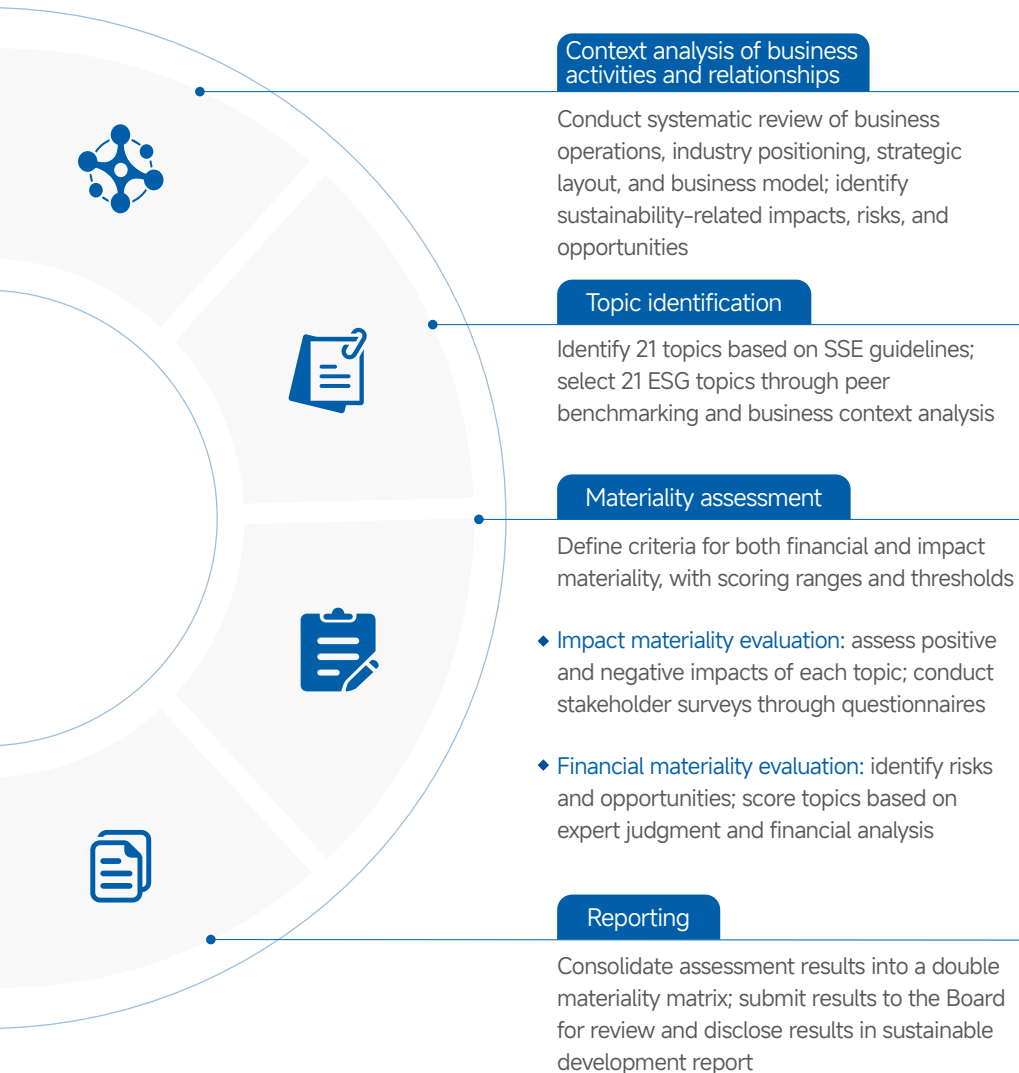 Context analysis of business
activities and relationships
Conduct systematic review of business
operations, industry positioning, strategic
layout, and business model; identify
sustainability-related impacts, risks, and
opportunities
Topic identification
Identify 21 topics based on SSE guidelines;
select 21 ESG topics through peer
benchmarking and business context analysis
Materiality assessment
Define criteria for both financial and impact
materiality, with scoring ranges and thresholds
Impact materiality evaluation: assess positive
and negative impacts of each topic; conduct
stakeholder surveys through questionnaires
Financial materiality evaluation: identify risks
and opportunities; score topics based on
expert judgment and financial analysis
Reporting
Consolidate assessment results into a double
materiality matrix; submit results to the Board
for review and disclose results in sustainable
development report